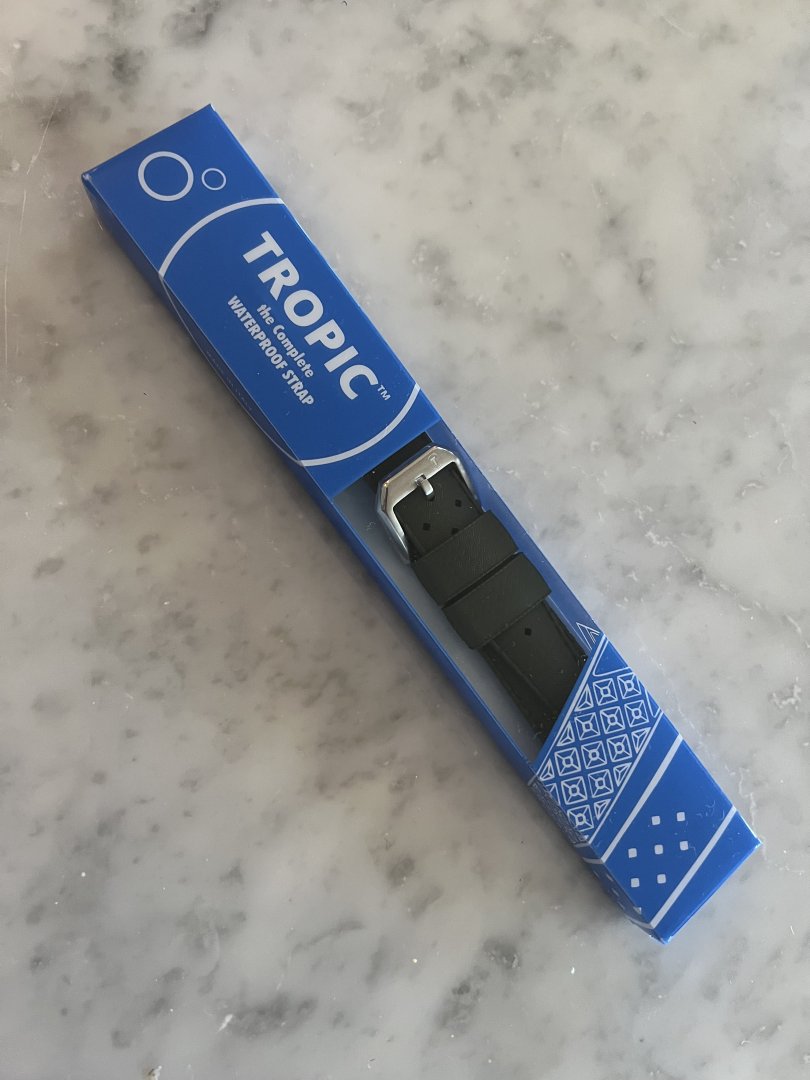 TROPIC™
the Complete
WATERPROOF STRAP
T